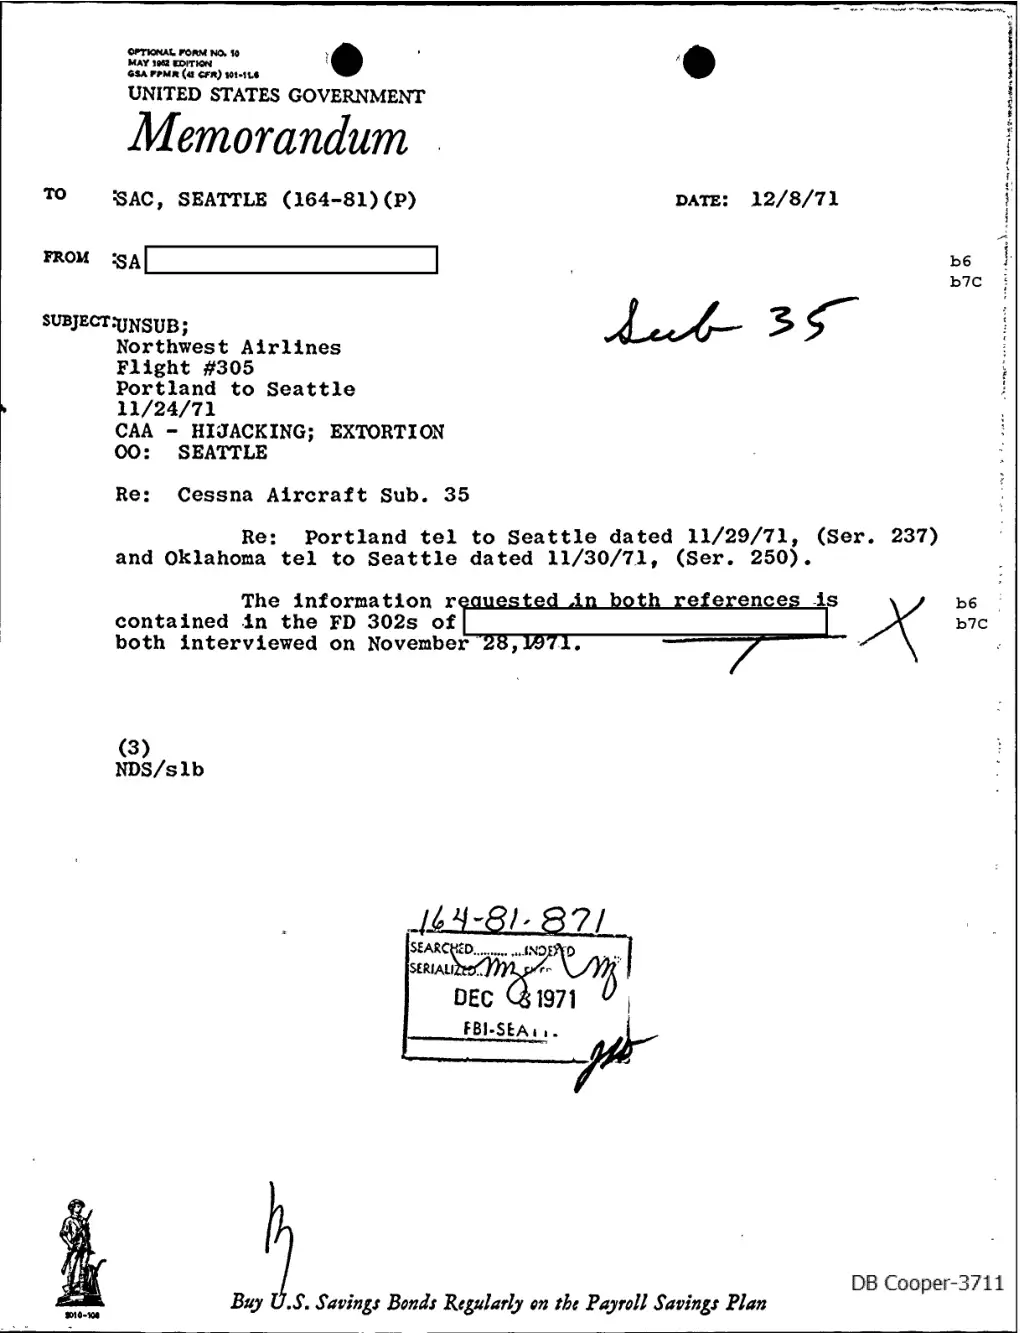 OPTIONAL FORM NO. 10
MAY 1962 EDITION
GSA FPMR (41 CFR) 101-11.6
UNITED STATES GOVERNMENT
Memorandum
TO :SAC, SEATTLE (164-81)(P) DATE: 12/8/71
FROM :SA
b6
b7C
Sub 35
SUBJECT:UNSUB;
Northwest Airlines
Flight #305
Portland to Seattle
11/24/71
CAA - HIJACKING; EXTORTION
OO: SEATTLE
Re: Cessna Aircraft Sub. 35
Re: Portland tel to Seattle dated 11/29/71, (Ser. 237)
and Oklahoma tel to Seattle dated 11/30/71, (Ser. 250).
The information requested in both references is
contained in the FD 302s of
both interviewed on November 28, 1971.
b6
b7C
(3)
NDS/slb
164-81-871
SEARCHED.............INDEXED
SERIALIZED
DEC 8 1971
FBI-SEA
Buy U.S. Savings Bonds Regularly on the Payroll Savings Plan
5010-108
DB Cooper-3711